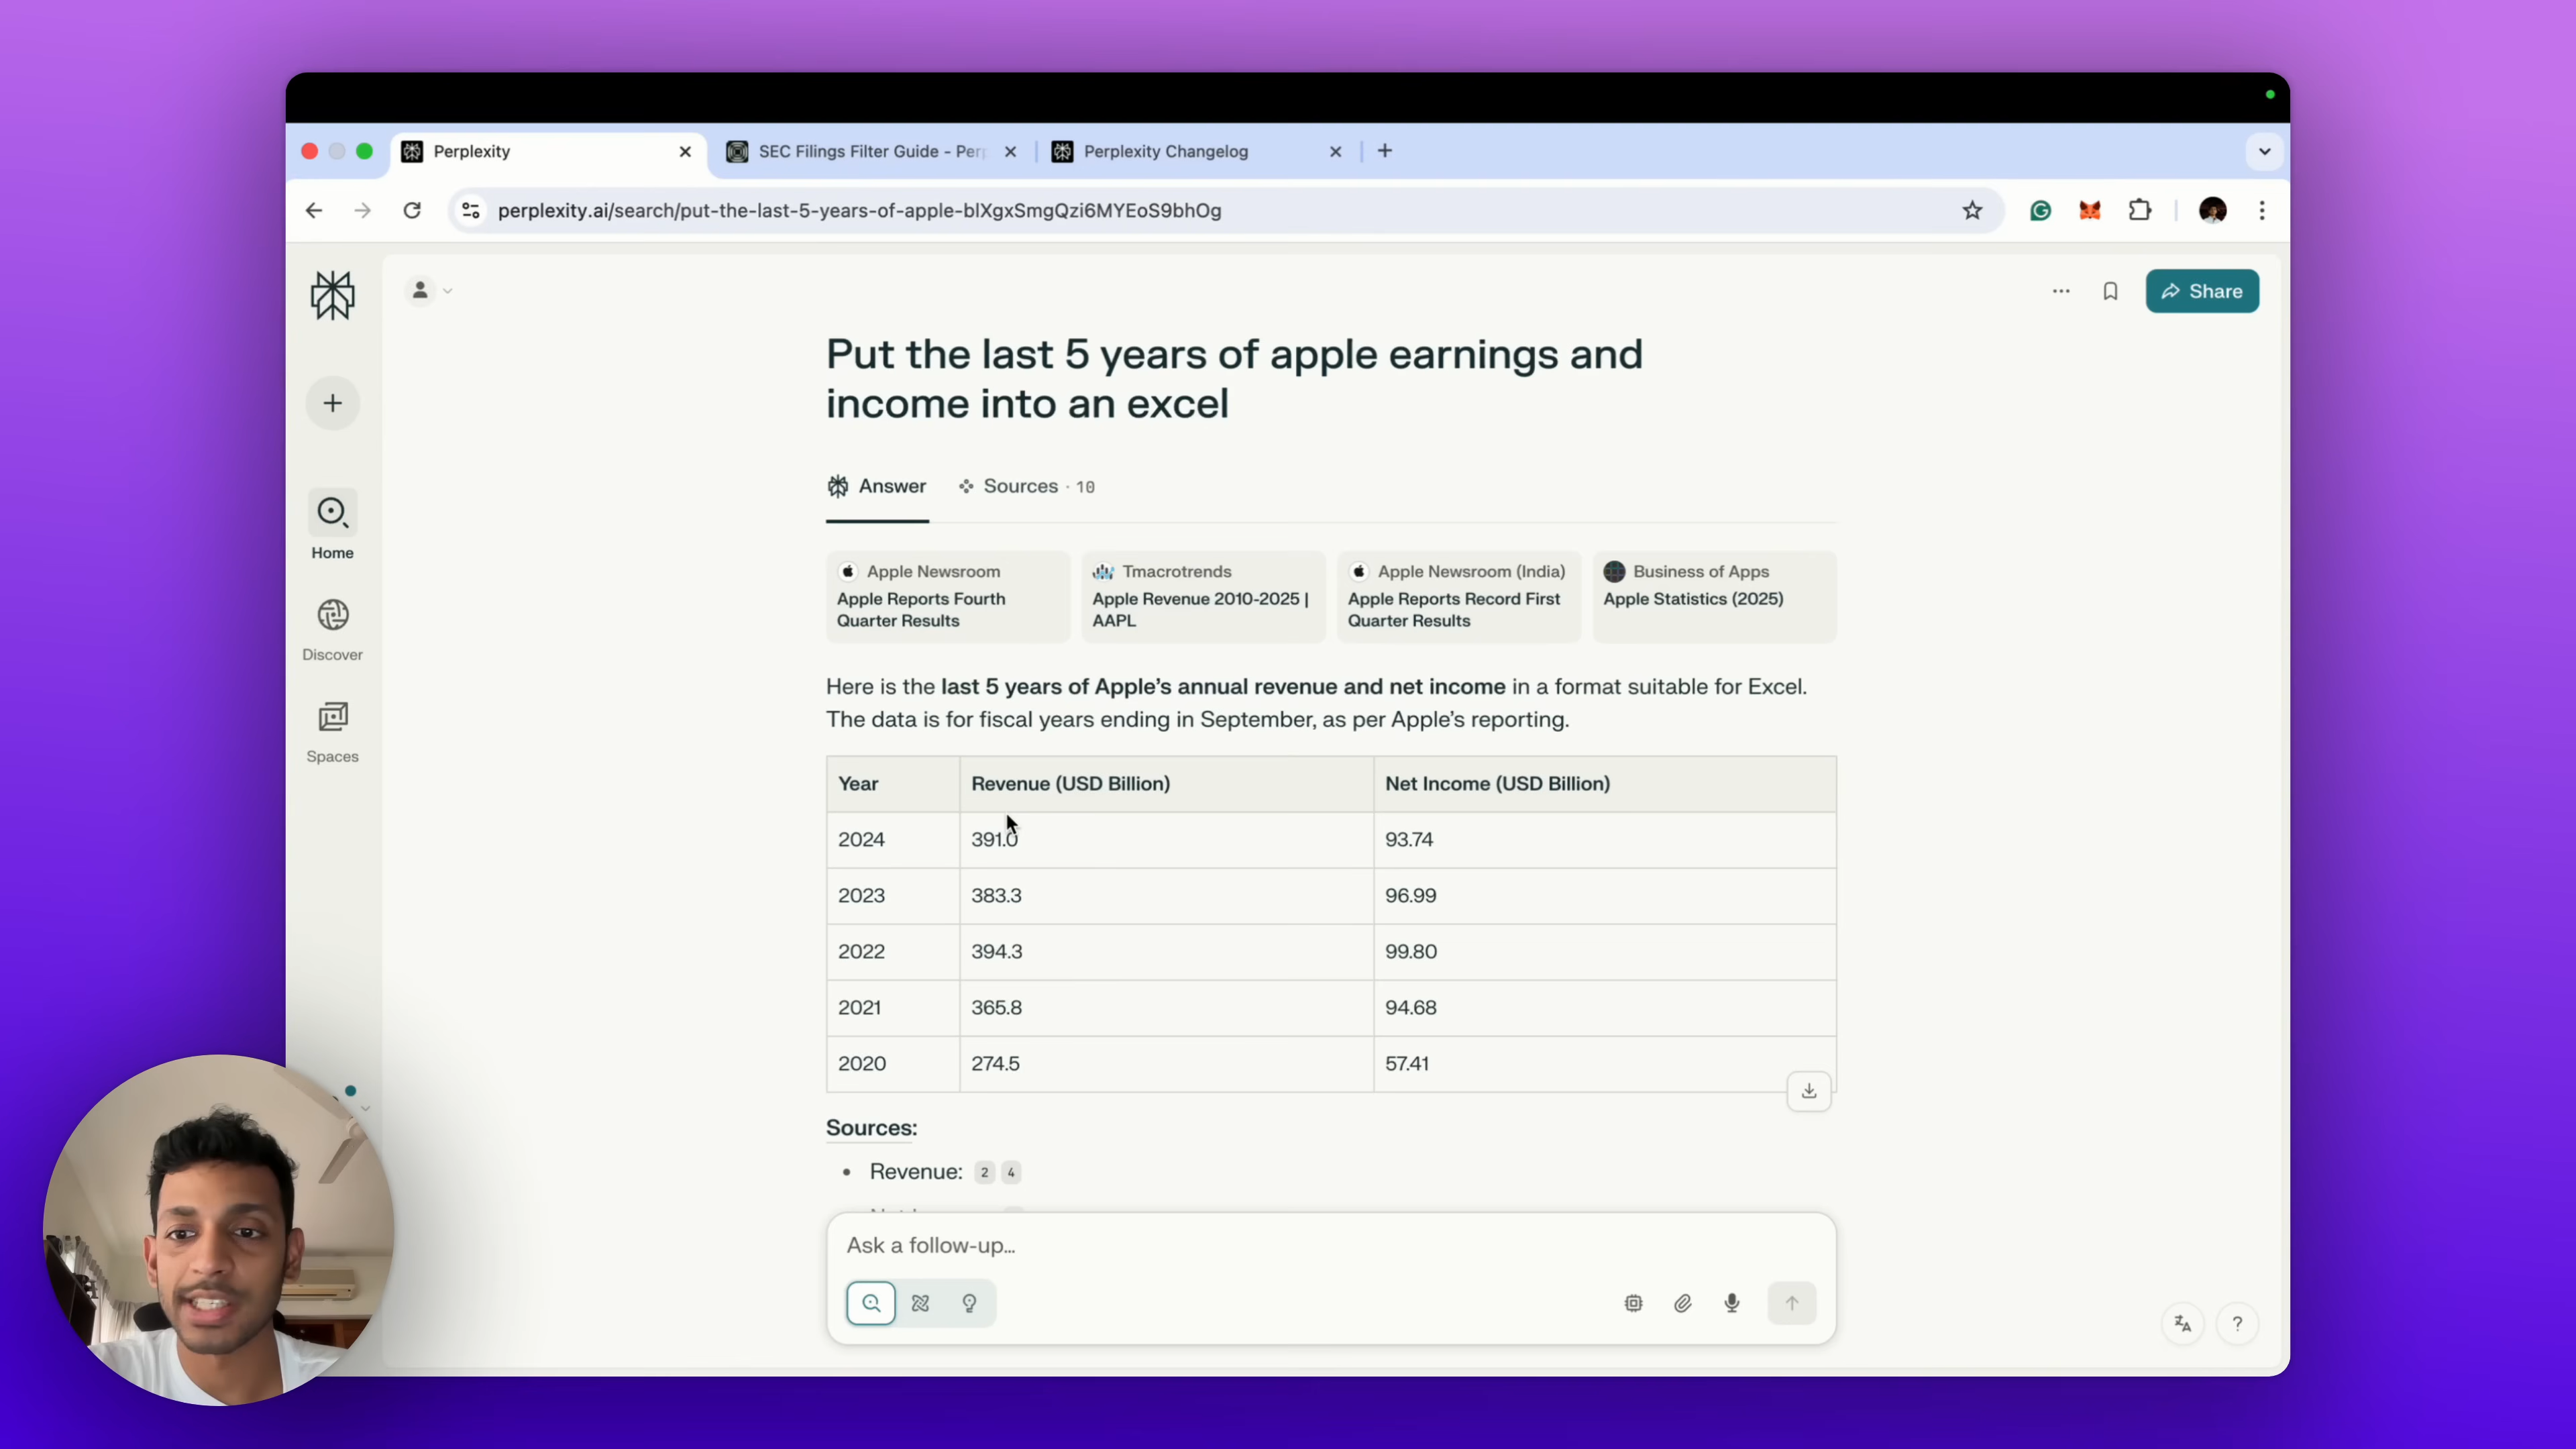 Perplexity
SEC Filings Filter Guide - Per
Perplexity Changelog
perplexity.ai/search/put-the-last-5-years-of-apple-blXgxSmgQzi6MYEoS9bhOg
Share
Home
Discover
Spaces
Put the last 5 years of apple earnings and
income into an excel
Answer
Sources · 10
Apple Newsroom
Apple Reports Fourth
Quarter Results
Tmacrotrends
Apple Revenue 2010-2025 |
AAPL
Apple Newsroom (India)
Apple Reports Record First
Quarter Results
Business of Apps
Apple Statistics (2025)
Here is the last 5 years of Apple’s annual revenue and net income in a format suitable for Excel.
The data is for fiscal years ending in September, as per Apple’s reporting.
Year Revenue (USD Billion) Net Income (USD Billion)
2024 391.0 93.74
2023 383.3 96.99
2022 394.3 99.80
2021 365.8 94.68
2020 274.5 57.41
Sources:
• Revenue: 2 4
Ask a follow-up...
?